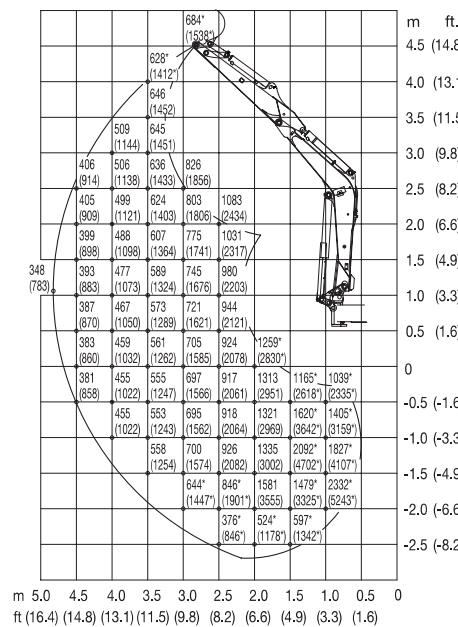 m ft.
684*
(1538*)
4.5 (14.8
628*
(1412*)
4.0 (13.1
646
(1452)
3.5 (11.5
509 645
(1144) (1451)
3.0 (9.8)
406 506 636 826
(914) (1138) (1433) (1856)
2.5 (8.2)
405 499 624 803 1083
(909) (1121) (1403) (1806) (2434)
2.0 (6.6)
399 488 607 775 1031
(898) (1098) (1364) (1741) (2317)
1.5 (4.9)
348
(783)
393 477 589 745 980
(883) (1073) (1324) (1676) (2203)
1.0 (3.3)
387 467 573 721 944
(870) (1050) (1289) (1621) (2121)
0.5 (1.6)
383 459 561 705 924 1259*
(860) (1032) (1262) (1585) (2078) (2830*)
0
381 455 555 697 917 1313 1165* 1039*
(858) (1022) (1247) (1566) (2061) (2951) (2618*) (2335*)
-0.5 (-1.6
455 553 695 918 1321 1620* 1405*
(1022) (1243) (1562) (2064) (2969) (3642*) (3159*)
-1.0 (-3.3
558 700 926 1335 2092* 1827*
(1254) (1574) (2082) (3002) (4702*) (4107*)
-1.5 (-4.9
644* 846* 1581 1479* 2332*
(1447*) (1901*) (3555) (3325*) (5243*)
-2.0 (-6.6
376* 524* 597*
(846*) (1178*) (1342*)
-2.5 (-8.2
m 5.0 4.5 4.0 3.5 3.0 2.5 2.0 1.5 1.0 0.5 0
ft (16.4) (14.8) (13.1) (11.5) (9.8) (8.2) (6.6) (4.9) (3.3) (1.6)